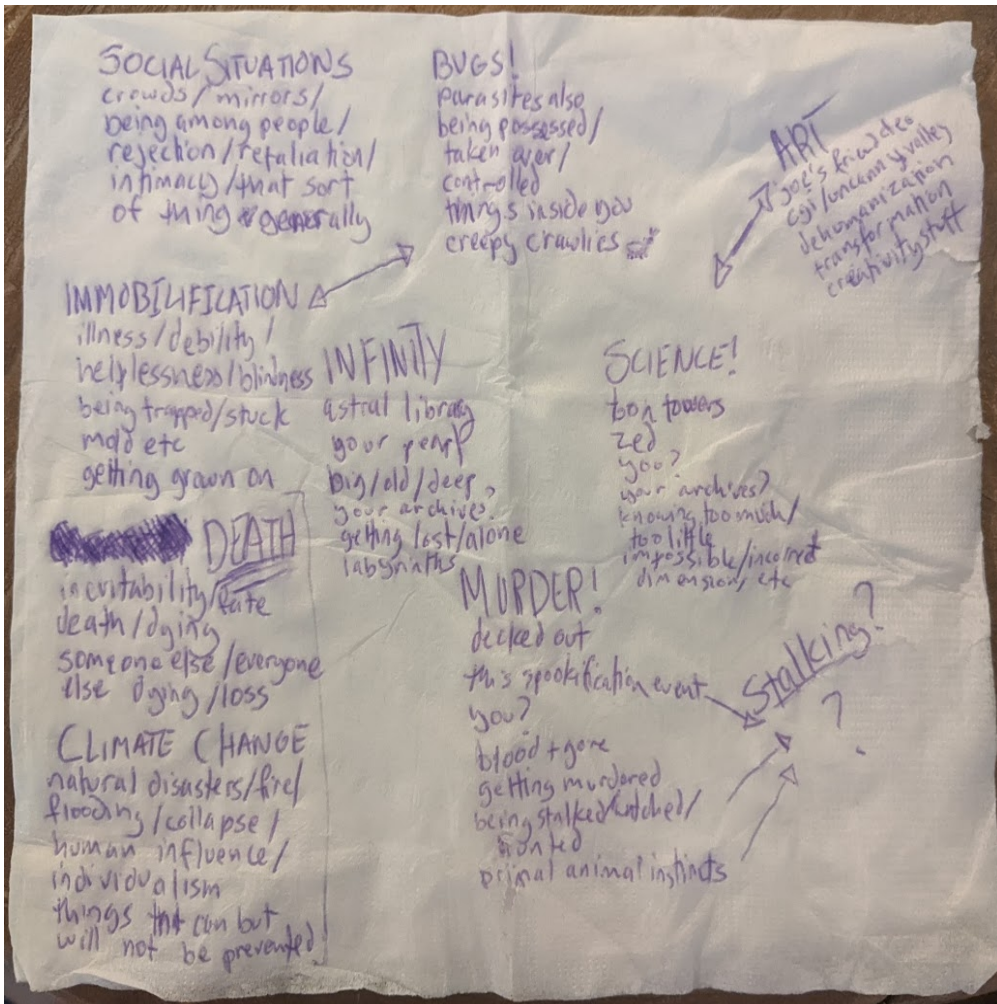 SOCIAL SITUATIONS
crowds/mirrors/
being among people/
rejection/retaliation/
intimacy/that sort
of thing generally
BUGS!
parasites also
being possessed/
taken over/
controlled
things inside you
creepy crawlies
ART
joe's friend
cgi/uncanny valley
dehumanization
transformation
creativity stuff
IMMOBILIFICATION
illness/debility/
helplessness/blindness
being trapped/stuck
mold etc
getting grown on
INFINITY
astral library
your
big/old/deep
your archives?
getting lost/alone
labyrinths
SCIENCE!
towers
zed
you?
your archives?
knowing too much/
too little
impossible/incorrect
dimensions, etc
DEATH
inevitability/fate
death/dying
someone else/everyone
else dying/loss
MURDER!
decked out
this spookification event
you?
blood + gore
getting murdered
being stalked/watched/
hunted
primal animal instincts
Stalking?
?
CLIMATE CHANGE
natural disasters/fire/
flooding/collapse/
human influence/
individualism
things tht can but
will not be prevented!